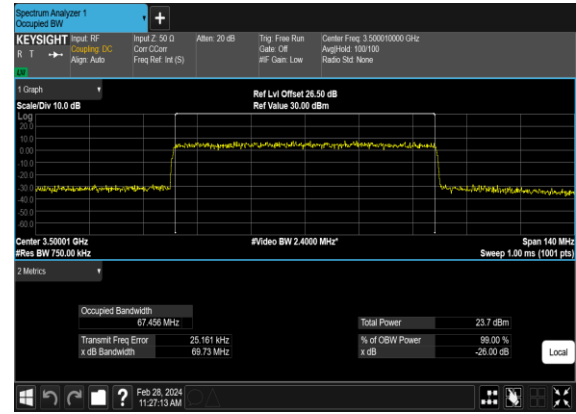 Spectrum Analyzer 1
Occupied BW
+
KEYSIGHT Input: RF Input Z: 50 Ω Atten: 20 dB Trig: Free Run Center Freq: 3.500010000 GHz
R T Coupling: DC Corr CCorr Gate: Off Avg|Hold: 100/100
Align: Auto Freq Ref: Int (S) #IF Gain: Low Radio Std: None
LU
1 Graph Ref Lvl Offset 26.50 dB
Scale/Div 10.0 dB Ref Value 30.00 dBm
Log
20.0
10.0
0.00
-10.0
-20.0
-30.0
-40.0
-50.0
-60.0
Center 3.50001 GHz #Video BW 2.4000 MHz* Span 140 MHz
#Res BW 750.00 kHz Sweep 1.00 ms (1001 pts)
2 Metrics
Occupied Bandwidth
67.456 MHz Total Power 23.7 dBm
Transmit Freq Error 25.161 kHz % of OBW Power 99.00 %
x dB Bandwidth 69.73 MHz x dB -26.00 dB
Local
? Feb 28, 2024
11:27:13 AM